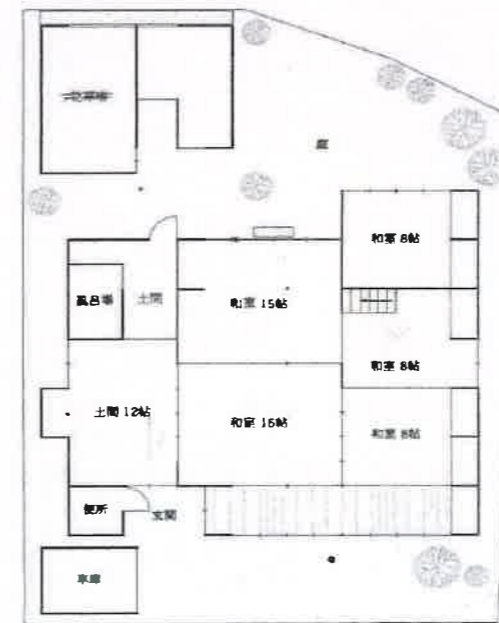 庭
和室 8帖
風呂場
土間
和室 15帖
和室 8帖
土間 12帖
和室 15帖
和室 8帖
便所
玄関
車庫